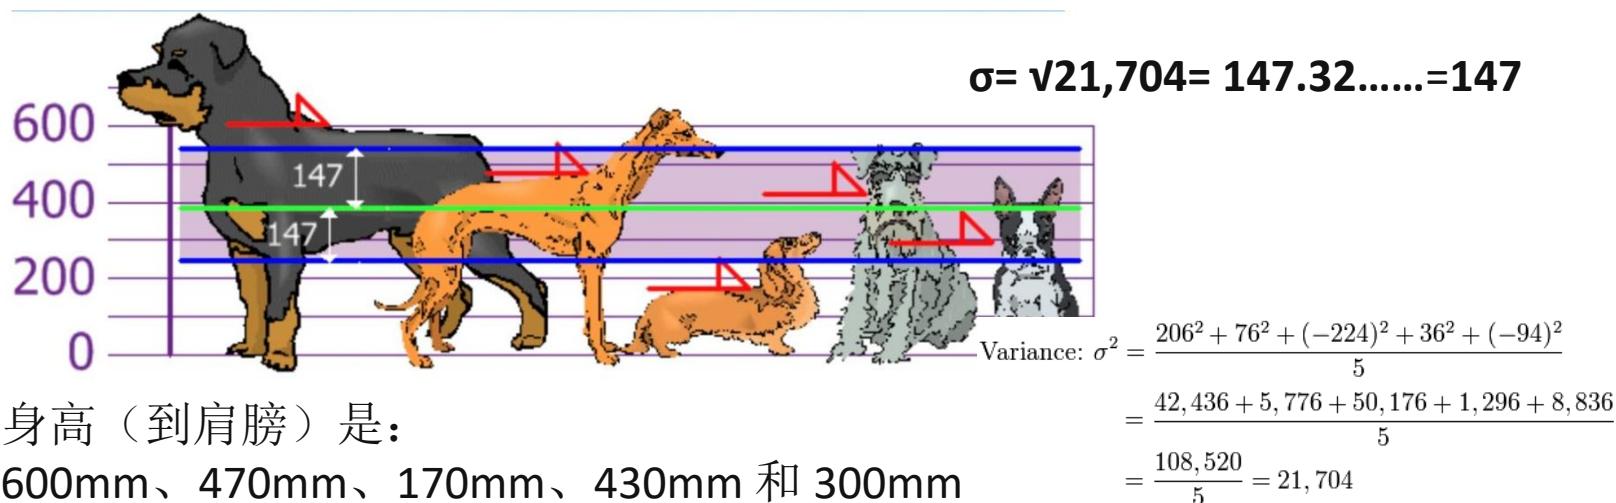 σ= √21,704= 147.32……=147
600
400
200
0
147
147
Variance: σ² = (206² + 76² + (−224)² + 36² + (−94)²) / 5
= (42,436 + 5,776 + 50,176 + 1,296 + 8,836) / 5
= 108,520 / 5 = 21,704
身高（到肩膀）是：
600mm、470mm、170mm、430mm 和 300mm